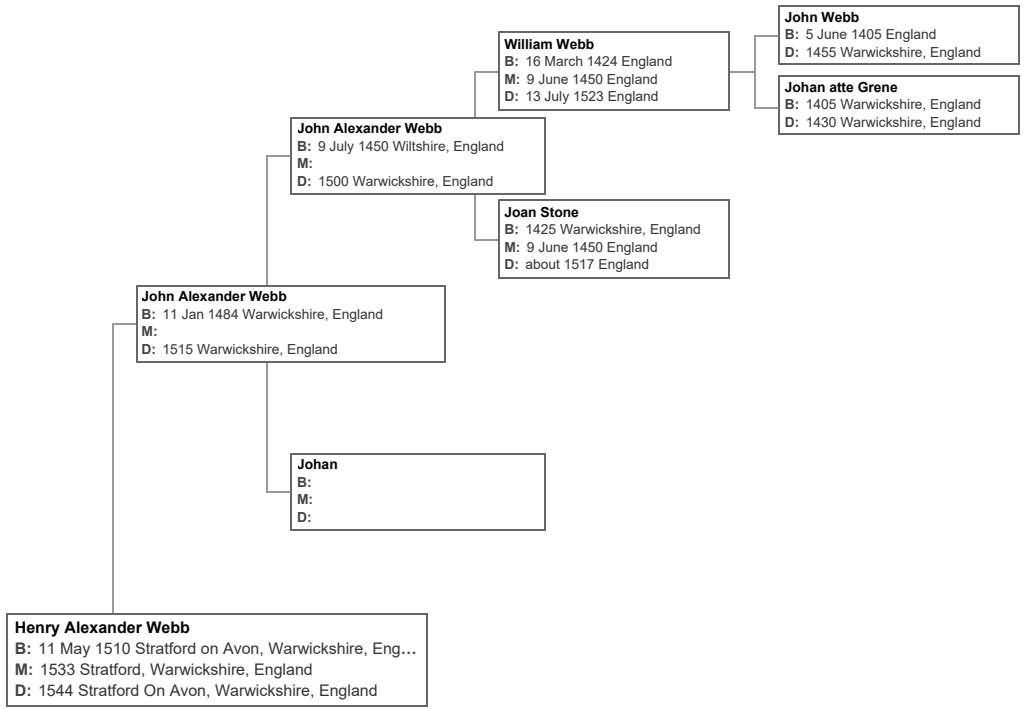 John Webb
B: 5 June 1405 England
D: 1455 Warwickshire, England
William Webb
B: 16 March 1424 England
M: 9 June 1450 England
D: 13 July 1523 England
Johan atte Grene
B: 1405 Warwickshire, England
D: 1430 Warwickshire, England
John Alexander Webb
B: 9 July 1450 Wiltshire, England
M:
D: 1500 Warwickshire, England
Joan Stone
B: 1425 Warwickshire, England
M: 9 June 1450 England
D: about 1517 England
John Alexander Webb
B: 11 Jan 1484 Warwickshire, England
M:
D: 1515 Warwickshire, England
Johan
B:
M:
D:
Henry Alexander Webb
B: 11 May 1510 Stratford on Avon, Warwickshire, Eng...
M: 1533 Stratford, Warwickshire, England
D: 1544 Stratford On Avon, Warwickshire, England